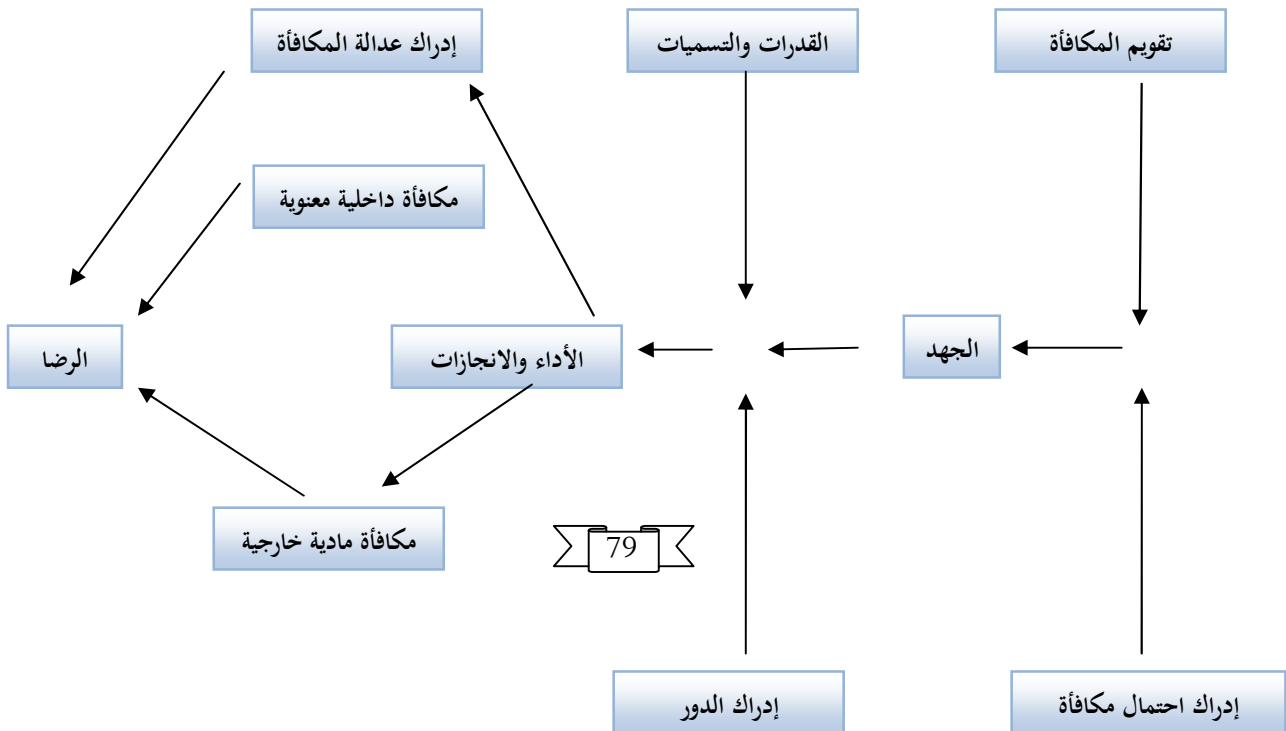 تقويم المكافأة
القدرات والتسميات
إدراك عدالة المكافأة
مكافأة داخلية معنوية
الجهد
الأداء والانجازات
الرضا
مكافأة مادية خارجية
79
إدراك احتمال مكافأة
إدراك الدور